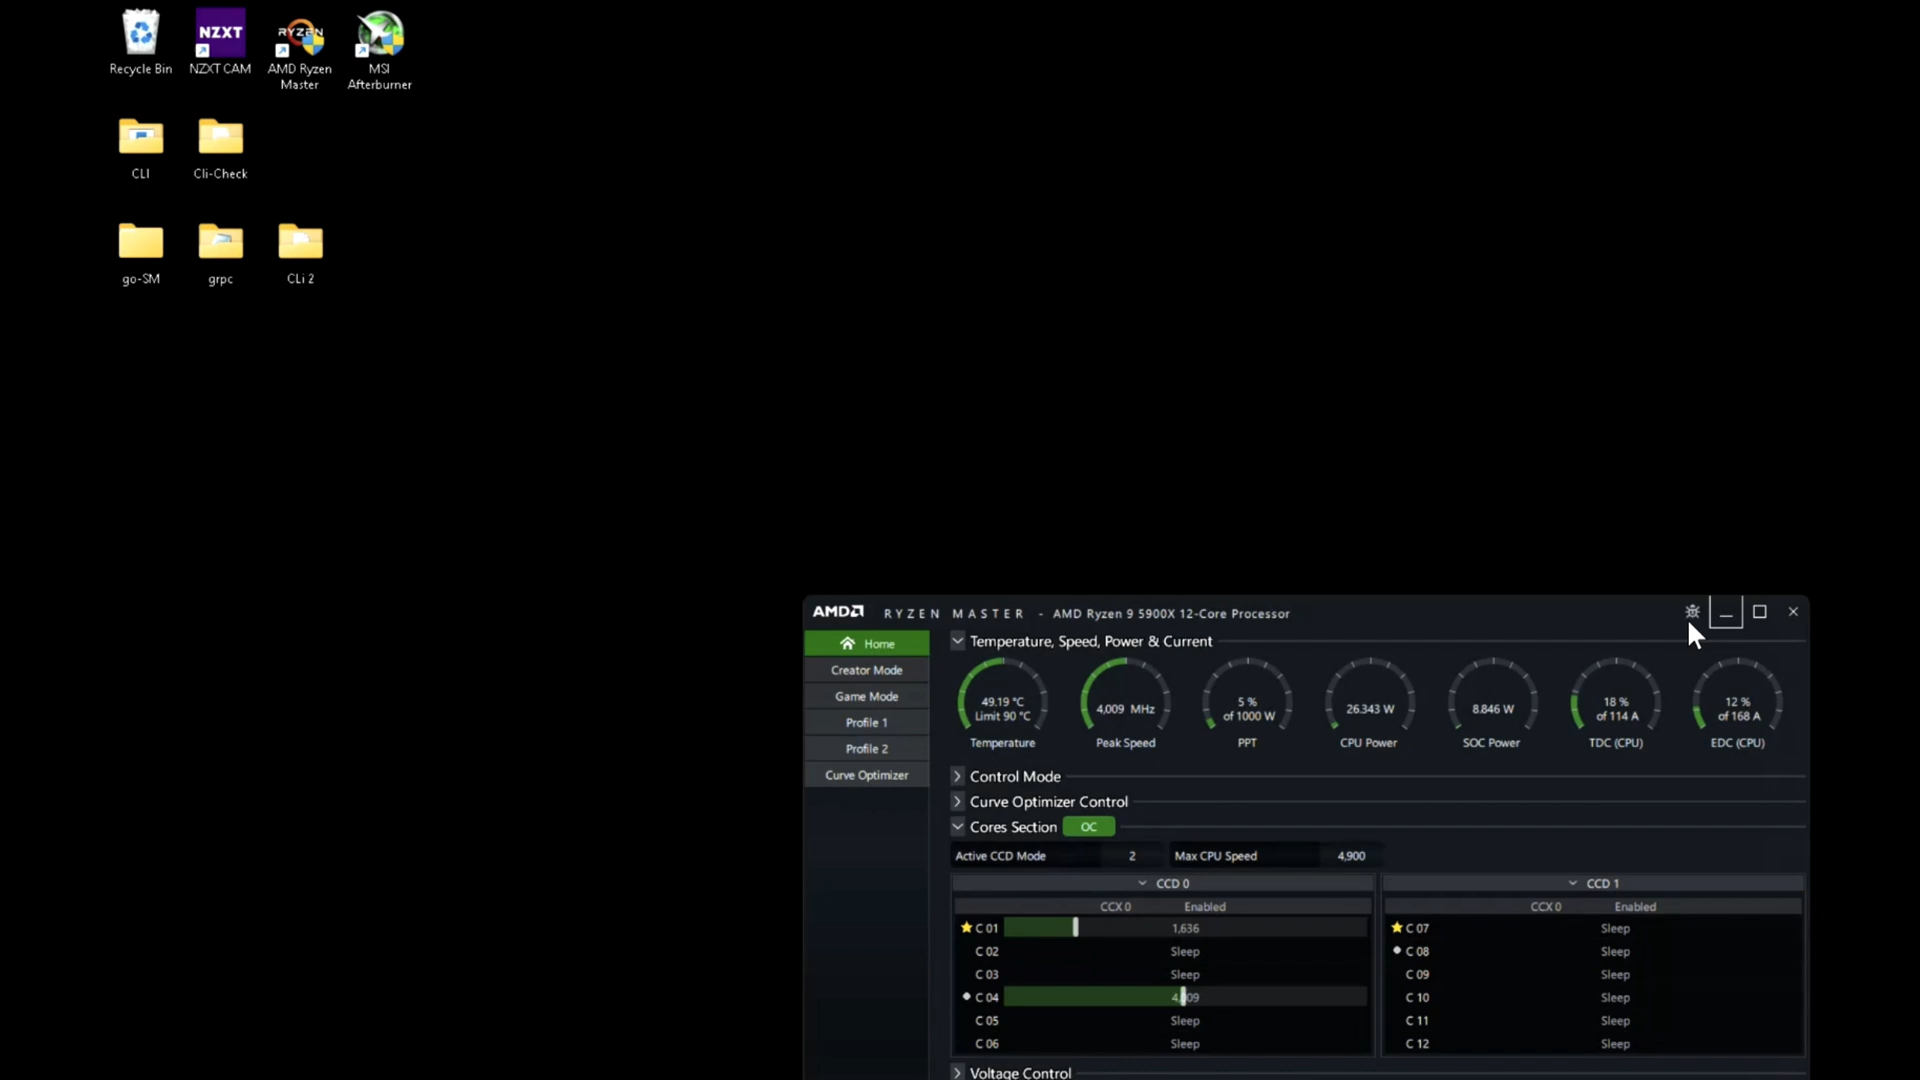 NZXT
RYZEN
Recycle Bin
NZXT CAM
AMD Ryzen
Master
MSI
Afterburner
CLI
Cli-Check
go-SM
grpc
CLi 2
AMD RYZEN MASTER - AMD Ryzen 9 5900X 12-Core Processor
Home
Creator Mode
Game Mode
Profile 1
Profile 2
Curve Optimizer
Temperature, Speed, Power & Current
49.19 °C
Limit 90 °C
Temperature
4,009 MHz
Peak Speed
5 %
of 1000 W
PPT
26.343 W
CPU Power
8.846 W
SOC Power
18 %
of 114 A
TDC (CPU)
12 %
of 168 A
EDC (CPU)
Control Mode
Curve Optimizer Control
Cores Section OC
Active CCD Mode 2 Max CPU Speed 4,900
CCD 0
CCX 0 Enabled
C 01 1,636
C 02 Sleep
C 03 Sleep
C 04 4,009
C 05 Sleep
C 06 Sleep
CCD 1
CCX 0 Enabled
C 07 Sleep
C 08 Sleep
C 09 Sleep
C 10 Sleep
C 11 Sleep
C 12 Sleep
Voltage Control